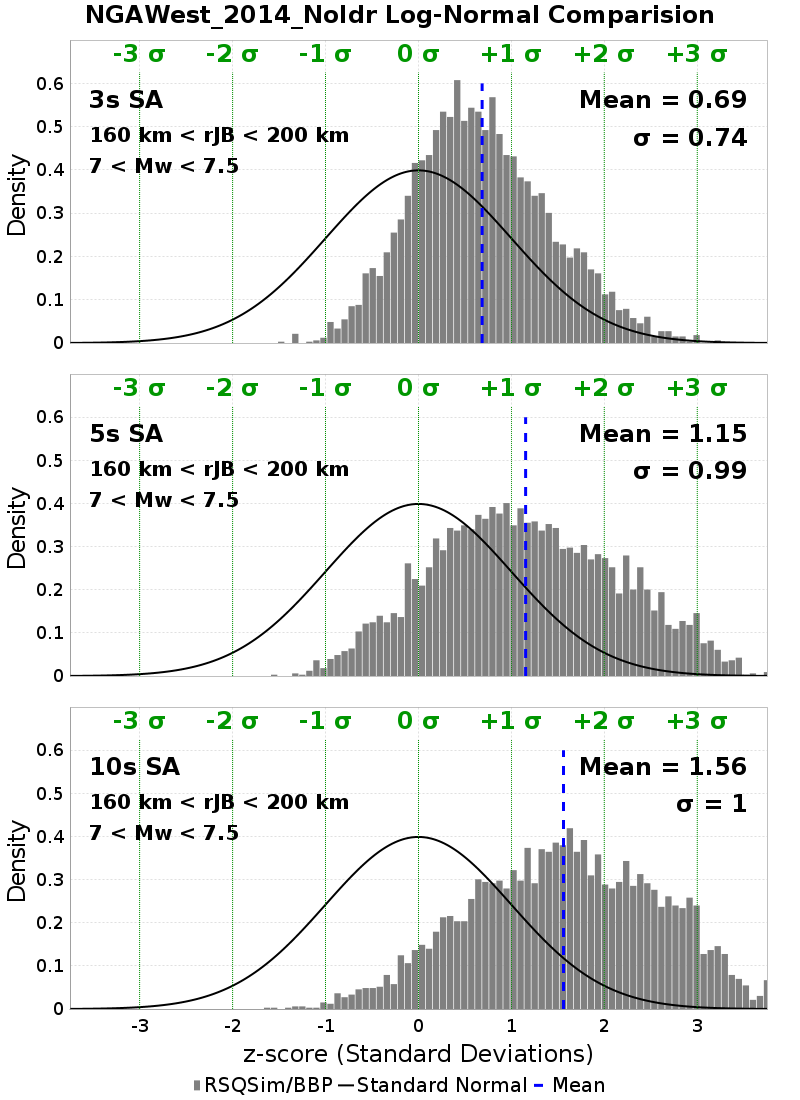 NGAWest_2014_NoIdr Log-Normal Comparision
-3 σ -2 σ -1 σ 0 σ +1 σ +2 σ +3 σ
0.6
3s SA Mean = 0.69
0.5
160 km < rJB < 200 km σ = 0.74
0.4
7 < Mw < 7.5
Density
0.3
0.2
0.1
0
-3 σ -2 σ -1 σ 0 σ +1 σ +2 σ +3 σ
0.6
5s SA Mean = 1.15
0.5
160 km < rJB < 200 km σ = 0.99
0.4
7 < Mw < 7.5
Density
0.3
0.2
0.1
0
-3 σ -2 σ -1 σ 0 σ +1 σ +2 σ +3 σ
0.6
10s SA Mean = 1.56
0.5
160 km < rJB < 200 km σ = 1
0.4
7 < Mw < 7.5
Density
0.3
0.2
0.1
0
-3 -2 -1 0 1 2 3
z-score (Standard Deviations)
RSQSim/BBP Standard Normal Mean